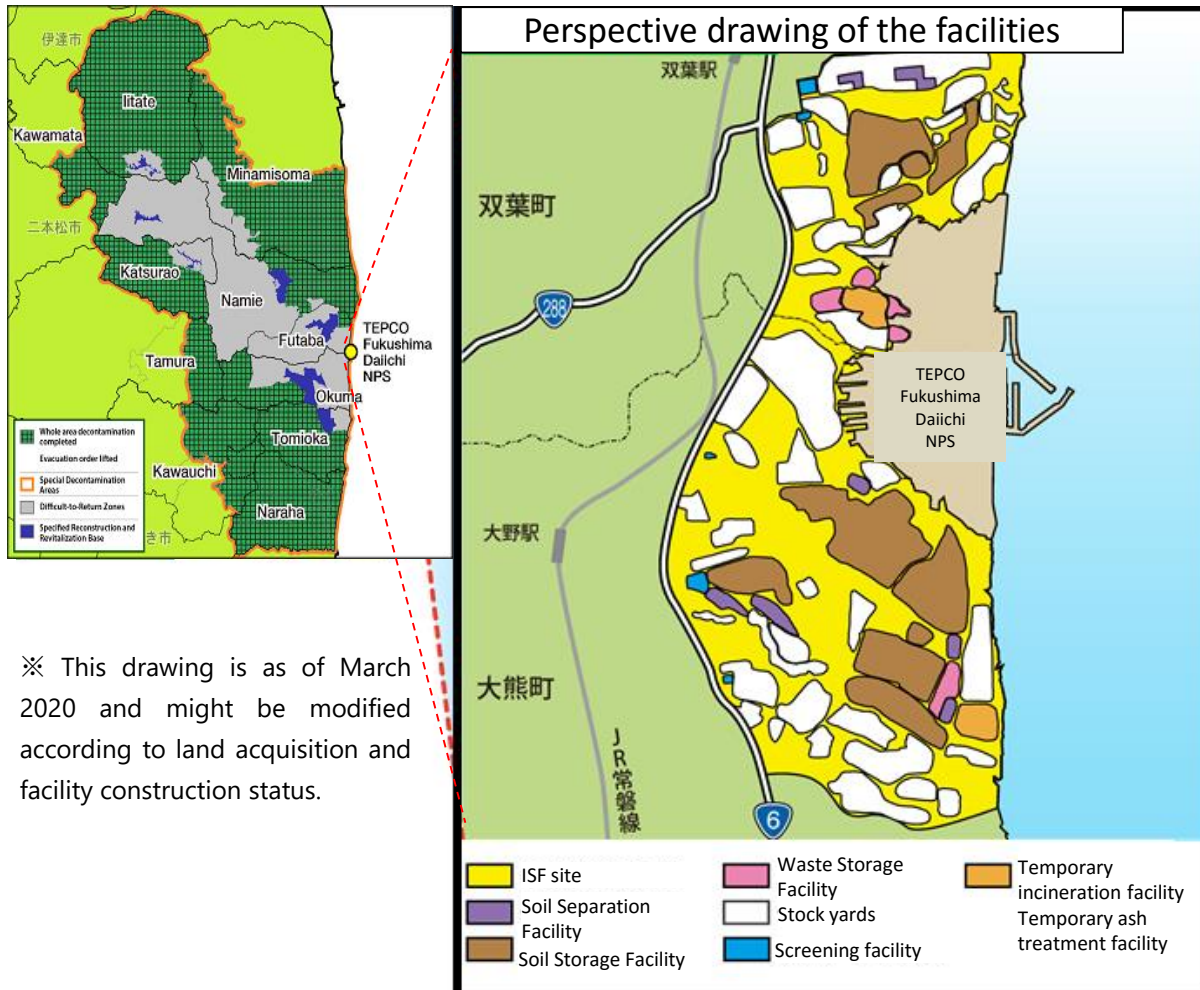 Perspective drawing of the facilities
伊達市
Iitate
Kawamata
Minamisoma
二本松市
Katsurao
Namie
Futaba
TEPCO
Fukushima
Daiichi
NPS
Tamura
Okuma
Tomioka
Kawauchi
Naraha
き市
Whole area decontamination
completed
Evacuation order lifted
Special Decontamination
Areas
Difficult-to-Return Zones
Specified Reconstruction and
Revitalization Base
※ This drawing is as of March
2020 and might be modified
according to land acquisition and
facility construction status.
双葉駅
双葉町
288
TEPCO
Fukushima
Daiichi
NPS
大野駅
大熊町
JR常磐線
6
ISF site
Soil Separation
Facility
Soil Storage Facility
Waste Storage
Facility
Stock yards
Screening facility
Temporary
incineration facility
Temporary ash
treatment facility